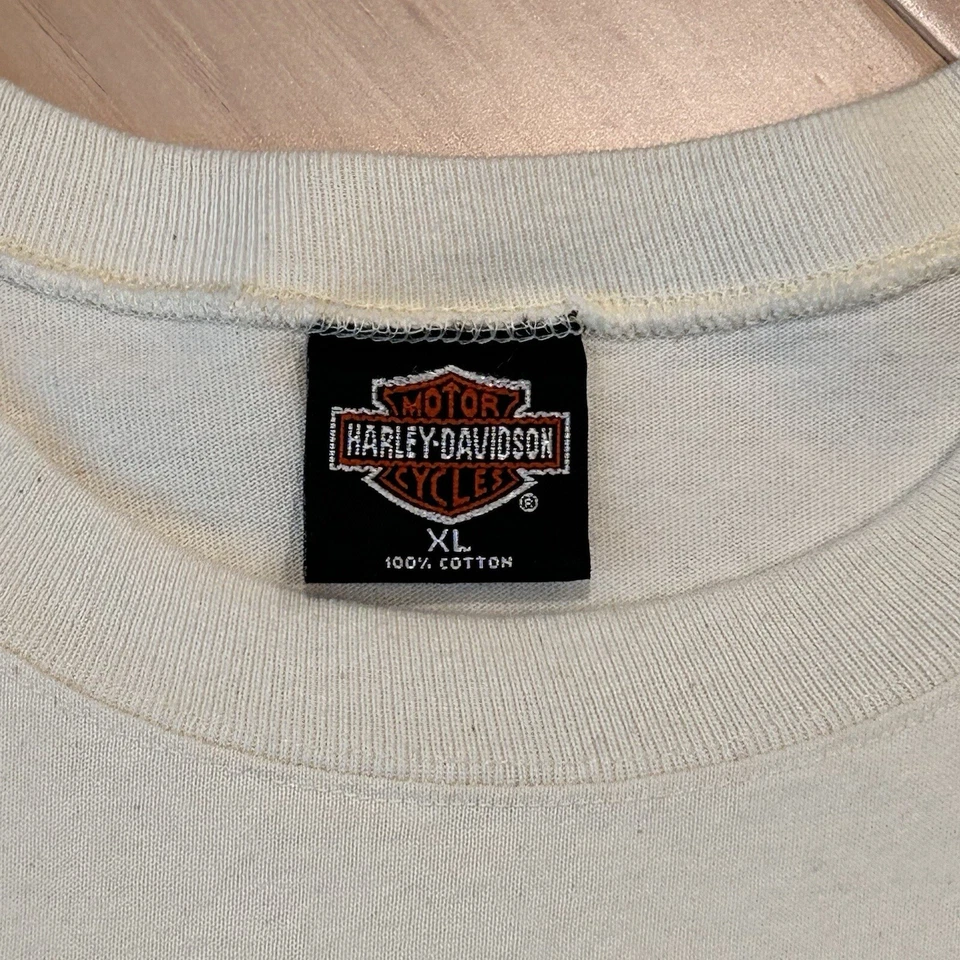 MOTOR
HARLEY-DAVIDSON
CYCLES
®
XL
100% COTTON